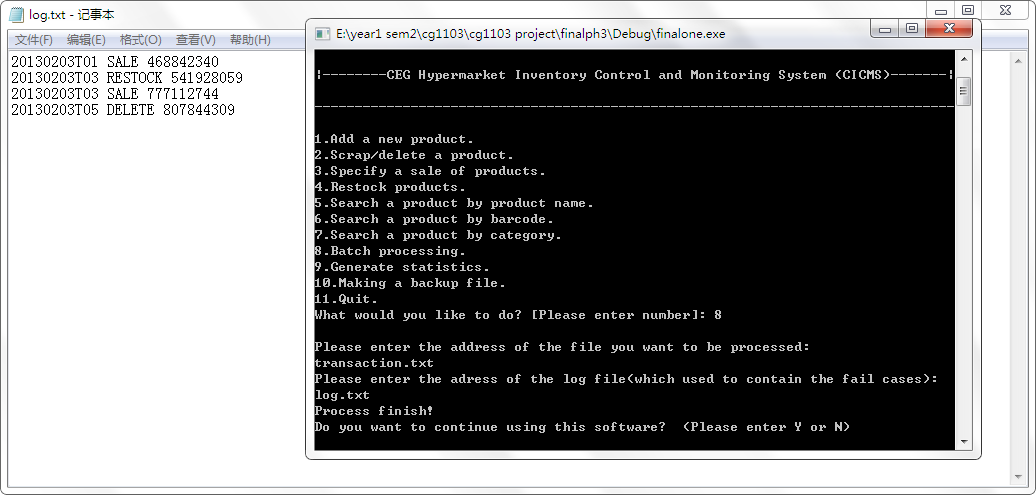 log.txt - 记事本
文件(F) 编辑(E) 格式(O) 查看(V) 帮助(H)
20130203T01 SALE 468842340
20130203T03 RESTOCK 541928059
20130203T03 SALE 777112744
20130203T05 DELETE 807844309
E:\year1 sem2\cg1103\cg1103 project\finalph3\Debug\finalone.exe
|--------CEG Hypermarket Inventory Control and Monitoring System (CICMS)-------|
1.Add a new product.
2.Scrap/delete a product.
3.Specify a sale of products.
4.Restock products.
5.Search a product by product name.
6.Search a product by barcode.
7.Search a product by category.
8.Batch processing.
9.Generate statistics.
10.Making a backup file.
11.Quit.
What would you like to do? [Please enter number]: 8
Please enter the address of the file you want to be processed:
transaction.txt
Please enter the adress of the log file(which used to contain the fail cases):
log.txt
Process finish!
Do you want to continue using this software?  (Please enter Y or N)